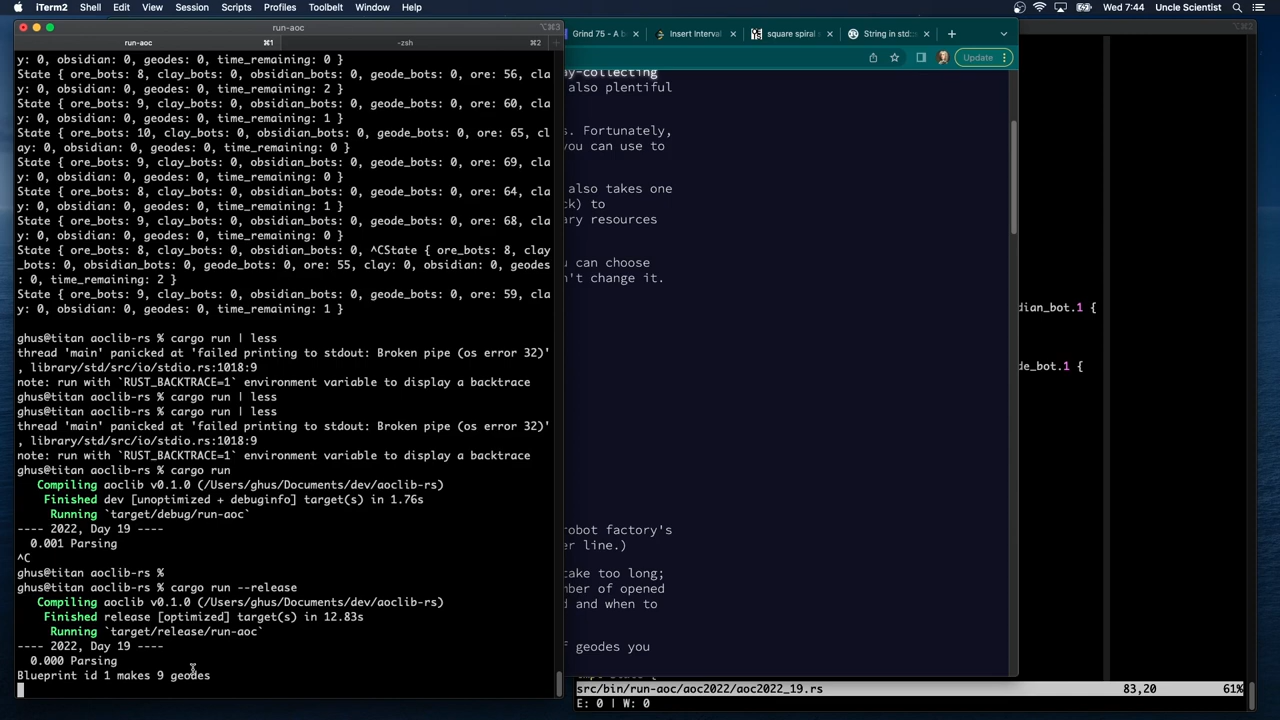 iTerm2 Shell Edit View Session Scripts Profiles Toolbelt Window Help Uncle Scientist Wed Dec 7 7:44
run-aoc ⌥⌘3
run-aoc ⌘1 -zsh ⌘2
y: 0, obsidian: 0, geodes: 0, time_remaining: 0 }
State { ore_bots: 8, clay_bots: 0, obsidian_bots: 0, geode_bots: 0, ore: 56, cla
y: 0, obsidian: 0, geodes: 0, time_remaining: 2 }
State { ore_bots: 9, clay_bots: 0, obsidian_bots: 0, geode_bots: 0, ore: 60, cla
y: 0, obsidian: 0, geodes: 0, time_remaining: 1 }
State { ore_bots: 10, clay_bots: 0, obsidian_bots: 0, geode_bots: 0, ore: 65, cl
ay: 0, obsidian: 0, geodes: 0, time_remaining: 0 }
State { ore_bots: 9, clay_bots: 0, obsidian_bots: 0, geode_bots: 0, ore: 69, cla
y: 0, obsidian: 0, geodes: 0, time_remaining: 0 }
State { ore_bots: 8, clay_bots: 0, obsidian_bots: 0, geode_bots: 0, ore: 64, cla
y: 0, obsidian: 0, geodes: 0, time_remaining: 1 }
State { ore_bots: 9, clay_bots: 0, obsidian_bots: 0, geode_bots: 0, ore: 68, cla
y: 0, obsidian: 0, geodes: 0, time_remaining: 0 }
State { ore_bots: 8, clay_bots: 0, obsidian_bots: 0, ^CState { ore_bots: 8, clay
_bots: 0, obsidian_bots: 0, geode_bots: 0, ore: 55, clay: 0, obsidian: 0, geodes
: 0, time_remaining: 2 }
State { ore_bots: 9, clay_bots: 0, obsidian_bots: 0, geode_bots: 0, ore: 59, cla
y: 0, obsidian: 0, geodes: 0, time_remaining: 1 }
ghus@titan aoclib-rs % cargo run | less
thread 'main' panicked at 'failed printing to stdout: Broken pipe (os error 32)'
, library/std/src/io/stdio.rs:1018:9
note: run with `RUST_BACKTRACE=1` environment variable to display a backtrace
ghus@titan aoclib-rs % cargo run | less
ghus@titan aoclib-rs % cargo run | less
thread 'main' panicked at 'failed printing to stdout: Broken pipe (os error 32)'
, library/std/src/io/stdio.rs:1018:9
note: run with `RUST_BACKTRACE=1` environment variable to display a backtrace
ghus@titan aoclib-rs % cargo run
Compiling aoclib v0.1.0 (/Users/ghus/Documents/dev/aoclib-rs)
Finished dev [unoptimized + debuginfo] target(s) in 1.76s
Running `target/debug/run-aoc`
---- 2022, Day 19 ----
0.001 Parsing
^C
ghus@titan aoclib-rs %
ghus@titan aoclib-rs % cargo run --release
Compiling aoclib v0.1.0 (/Users/ghus/Documents/dev/aoclib-rs)
Finished release [optimized] target(s) in 12.83s
Running `target/release/run-aoc`
---- 2022, Day 19 ----
0.000 Parsing
Blueprint id 1 makes 9 geodes
Grind 75 - A b Insert Interval square spiral s String in std::
Update
ay-collecting
also plentiful
s. Fortunately,
you can use to
also takes one
ck) to
ary resources
u can choose
n't change it.
robot factory's
er line.)
take too long;
mber of opened
d and when to
f geodes you
⌥⌘2
dian_bot.1 {
de_bot.1 {
src/bin/run-aoc/aoc2022/aoc2022_19.rs 83,20 61%
E: 0 | W: 0